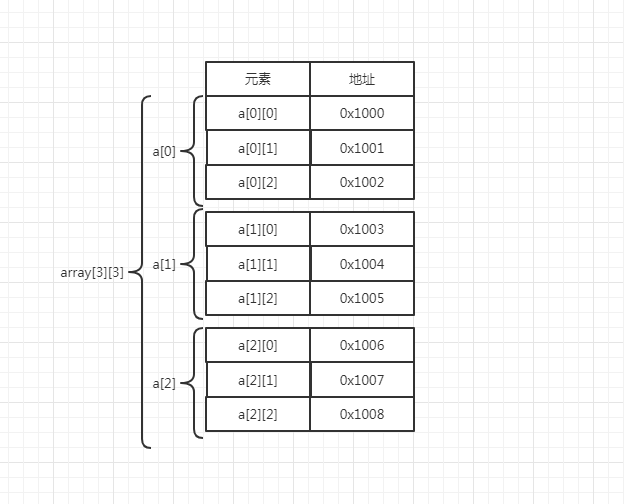 元素 地址
a[0][0] 0x1000
a[0] a[0][1] 0x1001
a[0][2] 0x1002
a[1][0] 0x1003
array[3][3] a[1] a[1][1] 0x1004
a[1][2] 0x1005
a[2][0] 0x1006
a[2] a[2][1] 0x1007
a[2][2] 0x1008